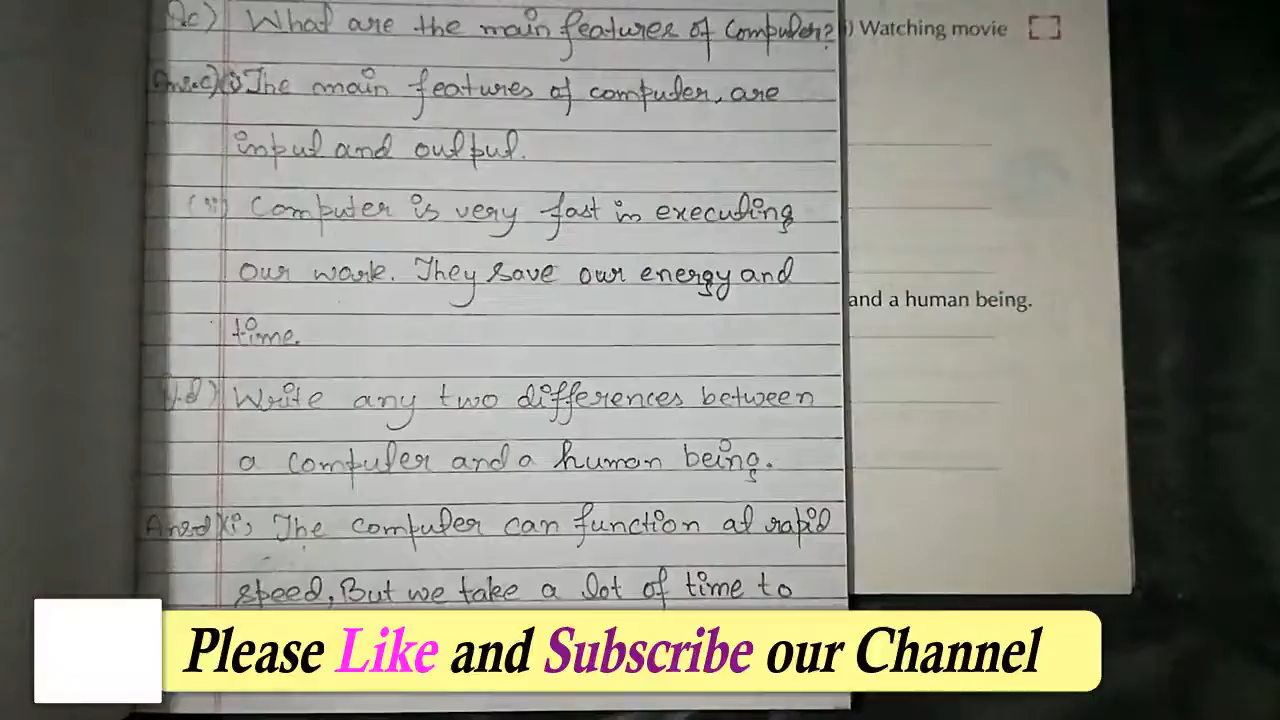 Qc) What are the main features of computer?
Ans.c)(i) The main features of computer, are
input and output.
(ii) Computer is very fast in executing
our work. They save our energy and
time.
Q.d) Write any two differences between
a computer and a human being.
Ans.d)(i) The computer can function at rapid
speed, But we take a lot of time to
i) Watching movie
and a human being.
Please Like and Subscribe our Channel